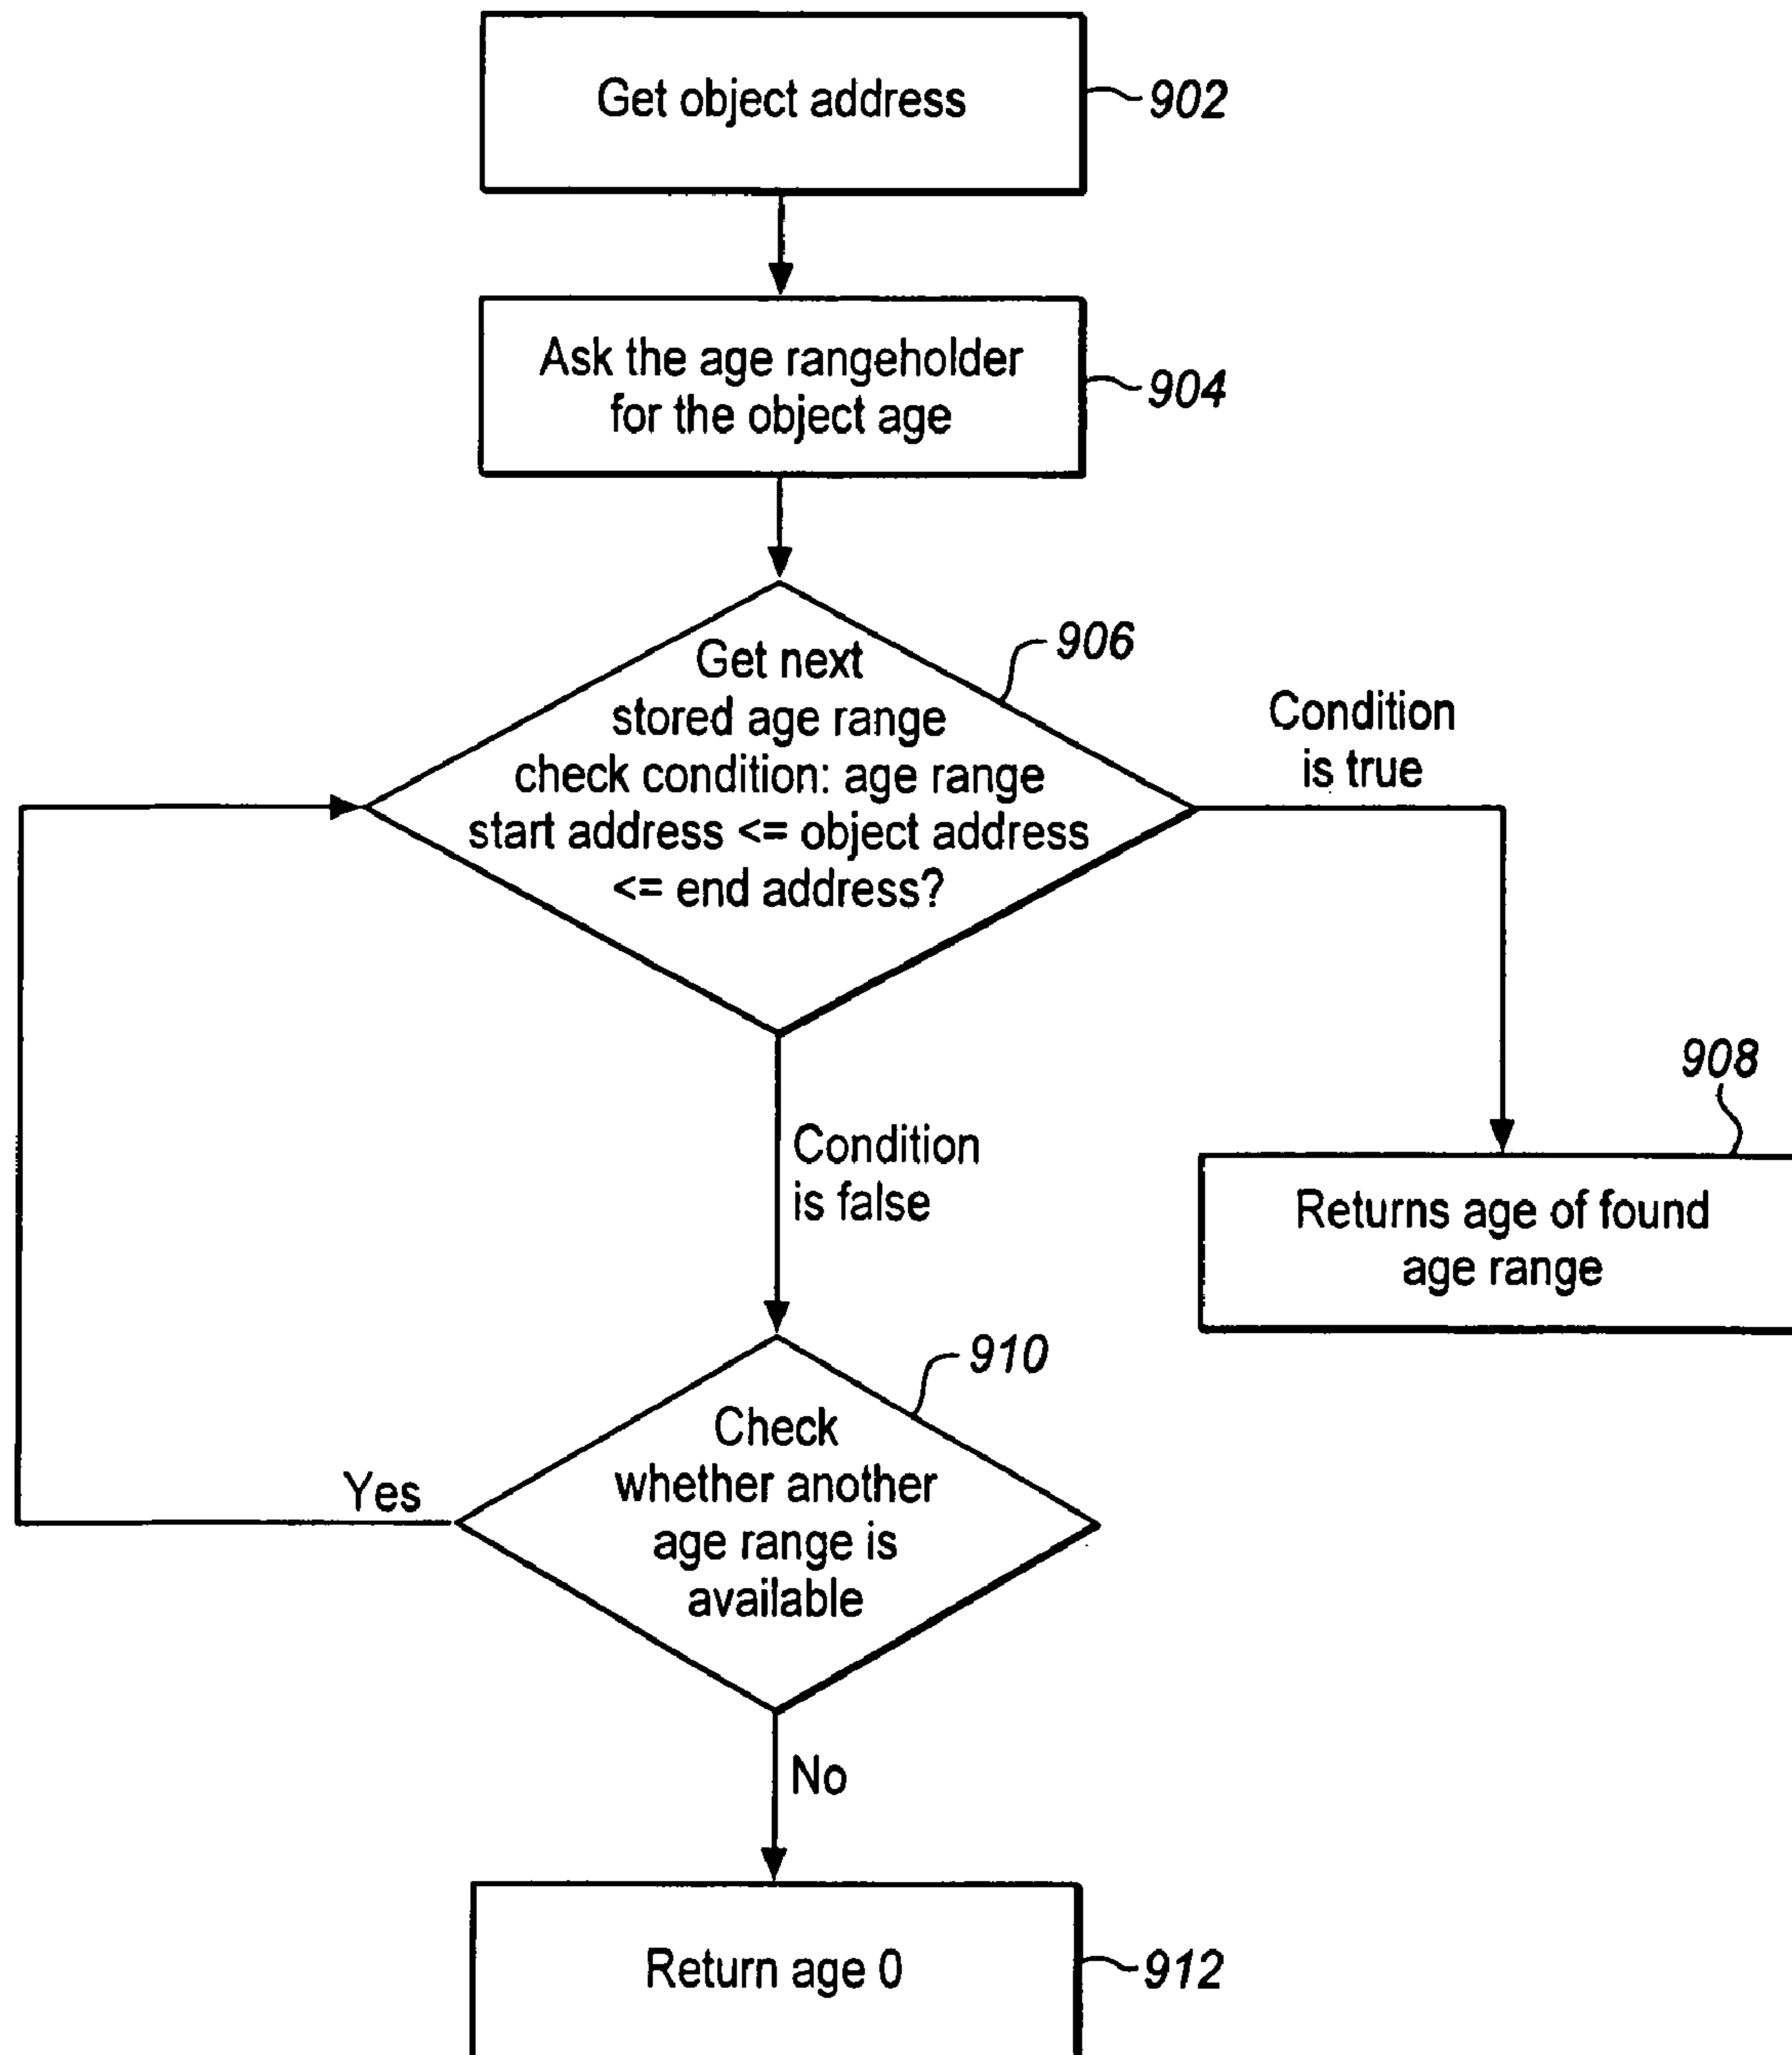 Get object address
902
Ask the age rangeholder
for the object age
904
Get next
stored age range
check condition: age range
start address <= object address
<= end address?
906
Condition
is true
908
Returns age of found
age range
Condition
is false
910
Check
whether another
age range is
available
Yes
No
Return age 0
912